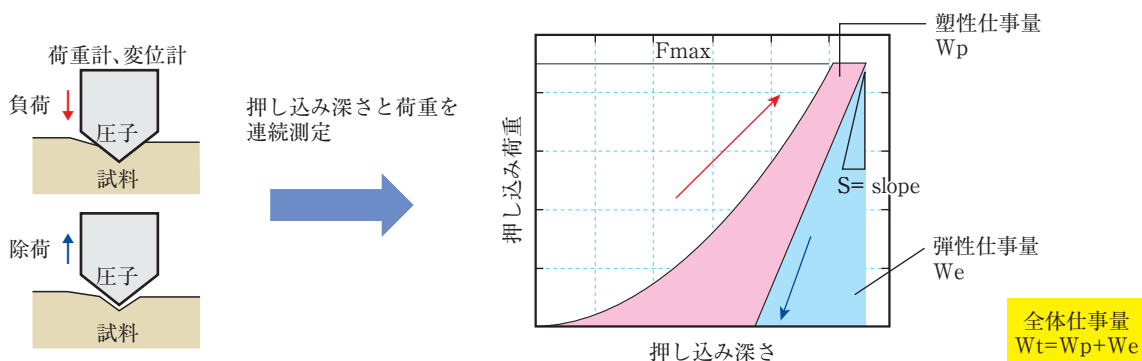 荷重計、変位計
負荷
圧子
試料
除荷
圧子
試料
押し込み深さと荷重を
連続測定
押し込み荷重
Fmax
S= slope
押し込み深さ
塑性仕事量
Wp
弾性仕事量
We
全体仕事量
Wt=Wp+We